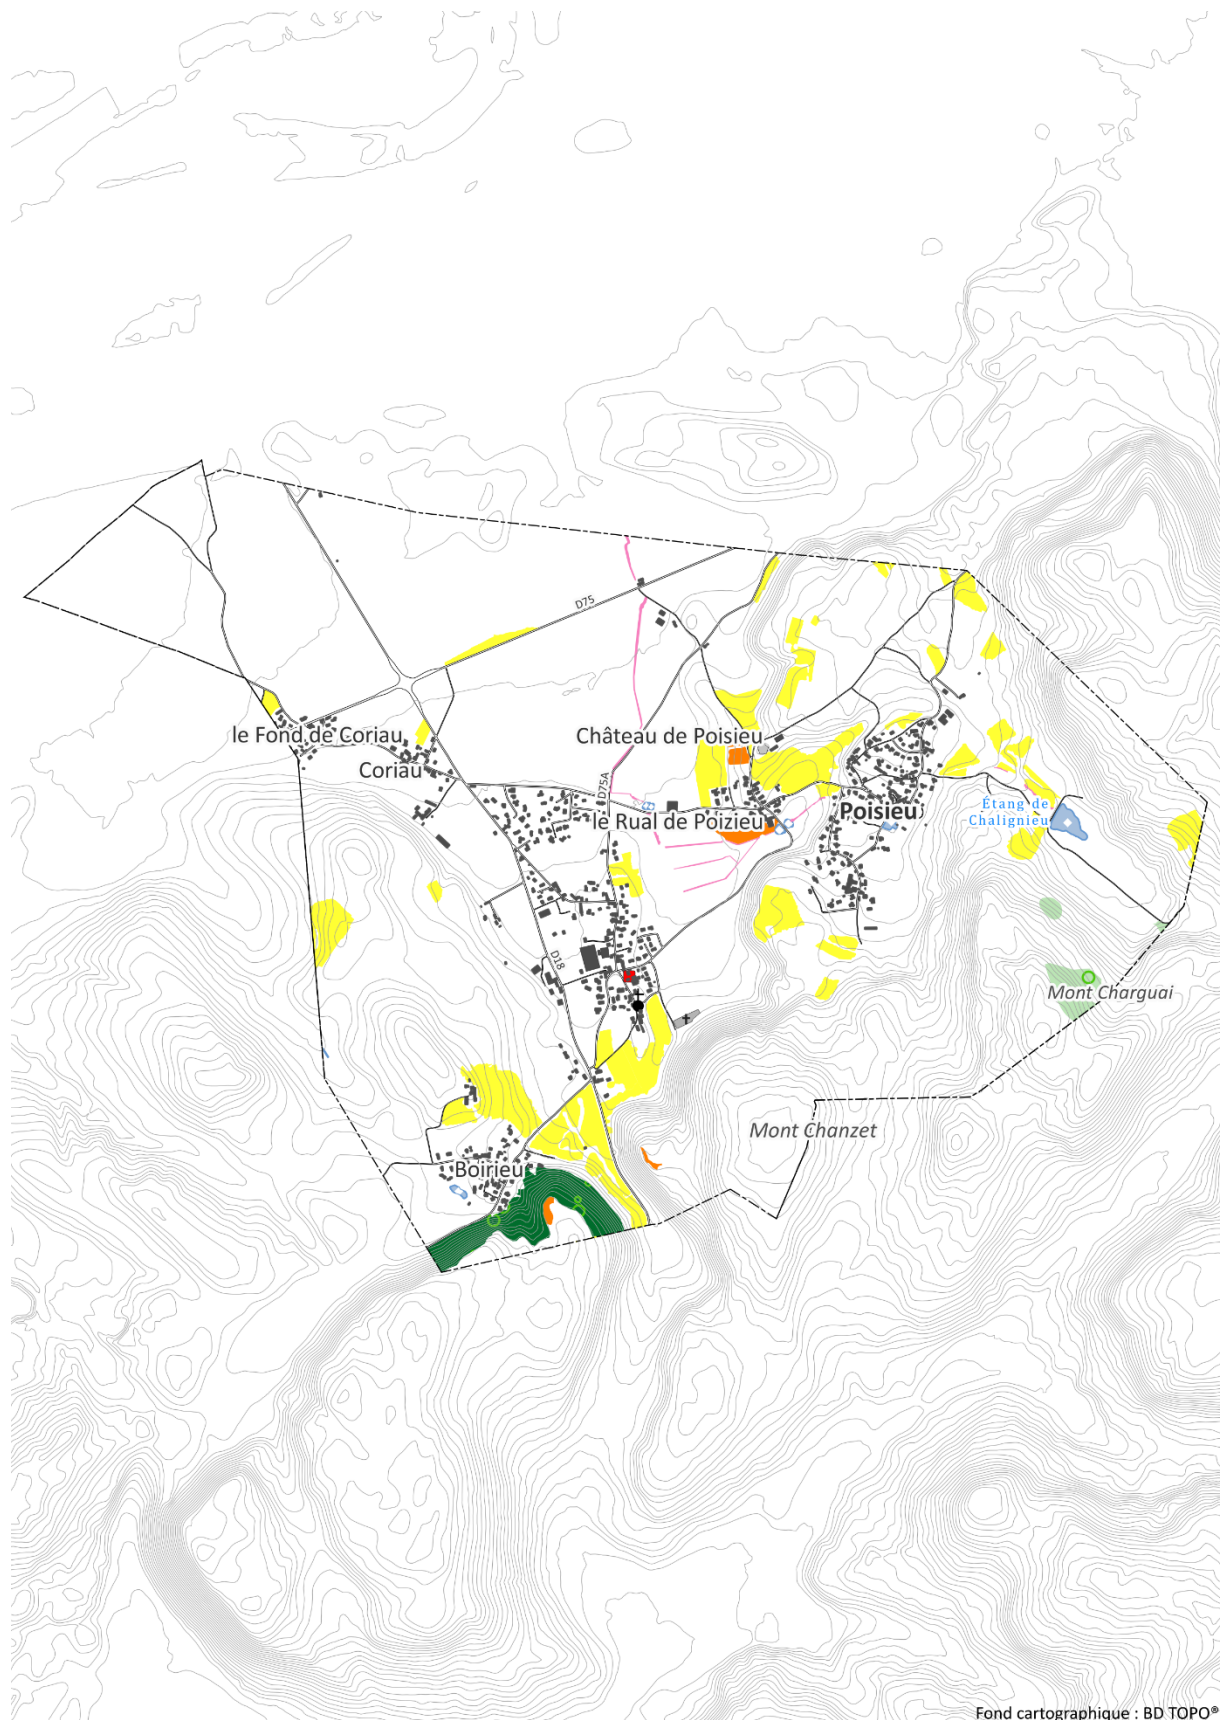 D75
le Fond de Coriau
Château de Poisieu
Coriau
D75A
le Rual de Poizieu
Poisieu
Étang de
Chalignieu
D18
Mont Charguai
Mont Chanzet
Boirieu
Fond cartographique : BD TOPO®